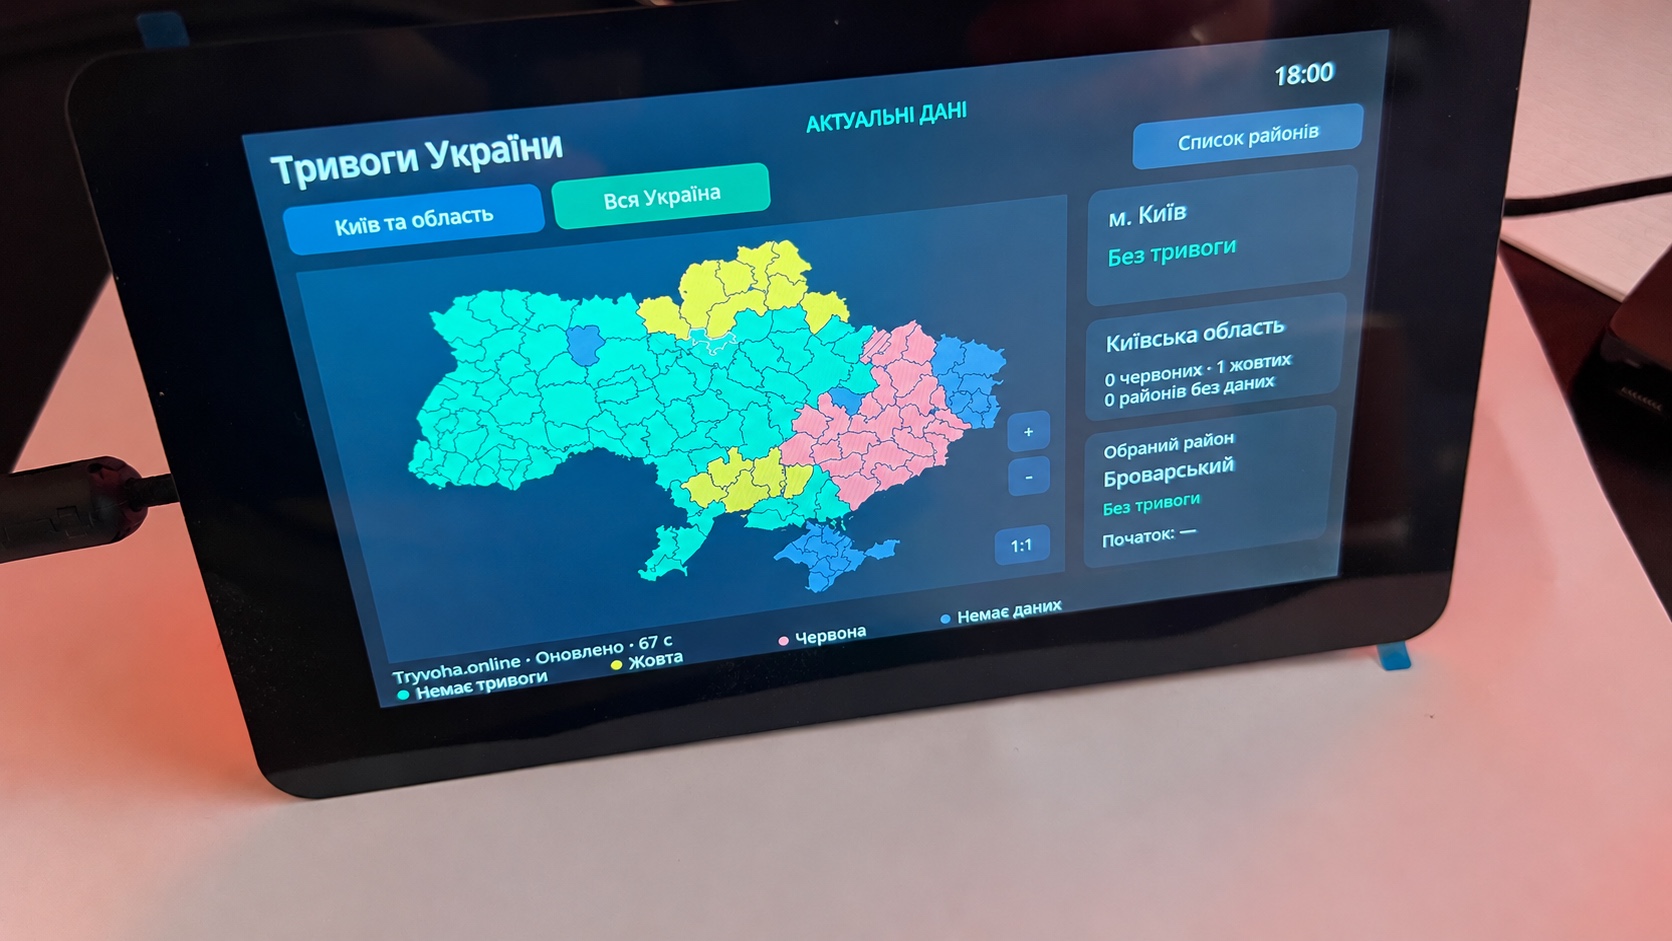 18:00
АКТУАЛЬНІ ДАНІ
Тривоги України
Список районів
Київ та область
Вся Україна
м. Київ
Без тривоги
Київська область
0 червоних · 1 жовтих
0 районів без даних
+
-
1:1
Обраний район
Броварський
Без тривоги
Початок: —
Tryvoha.online · Оновлено · 67 с
Немає тривоги
Жовта
Червона
Немає даних